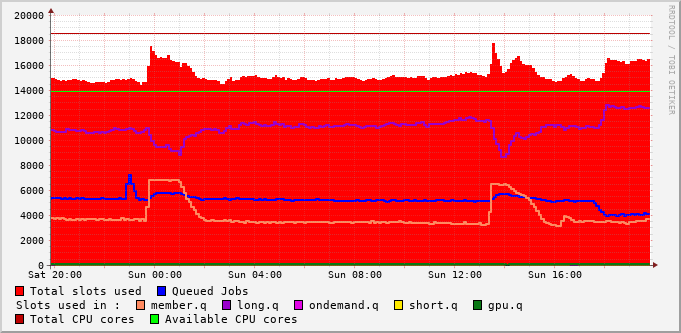 20000
18000
16000
14000
12000
10000
8000
6000
4000
2000
0
Sat 20:00 Sun 00:00 Sun 04:00 Sun 08:00 Sun 12:00 Sun 16:00
Total slots used Queued Jobs
Slots used in : member.q long.q ondemand.q short.q gpu.q
Total CPU cores Available CPU cores
RRDTOOL / TOBI OETIKER